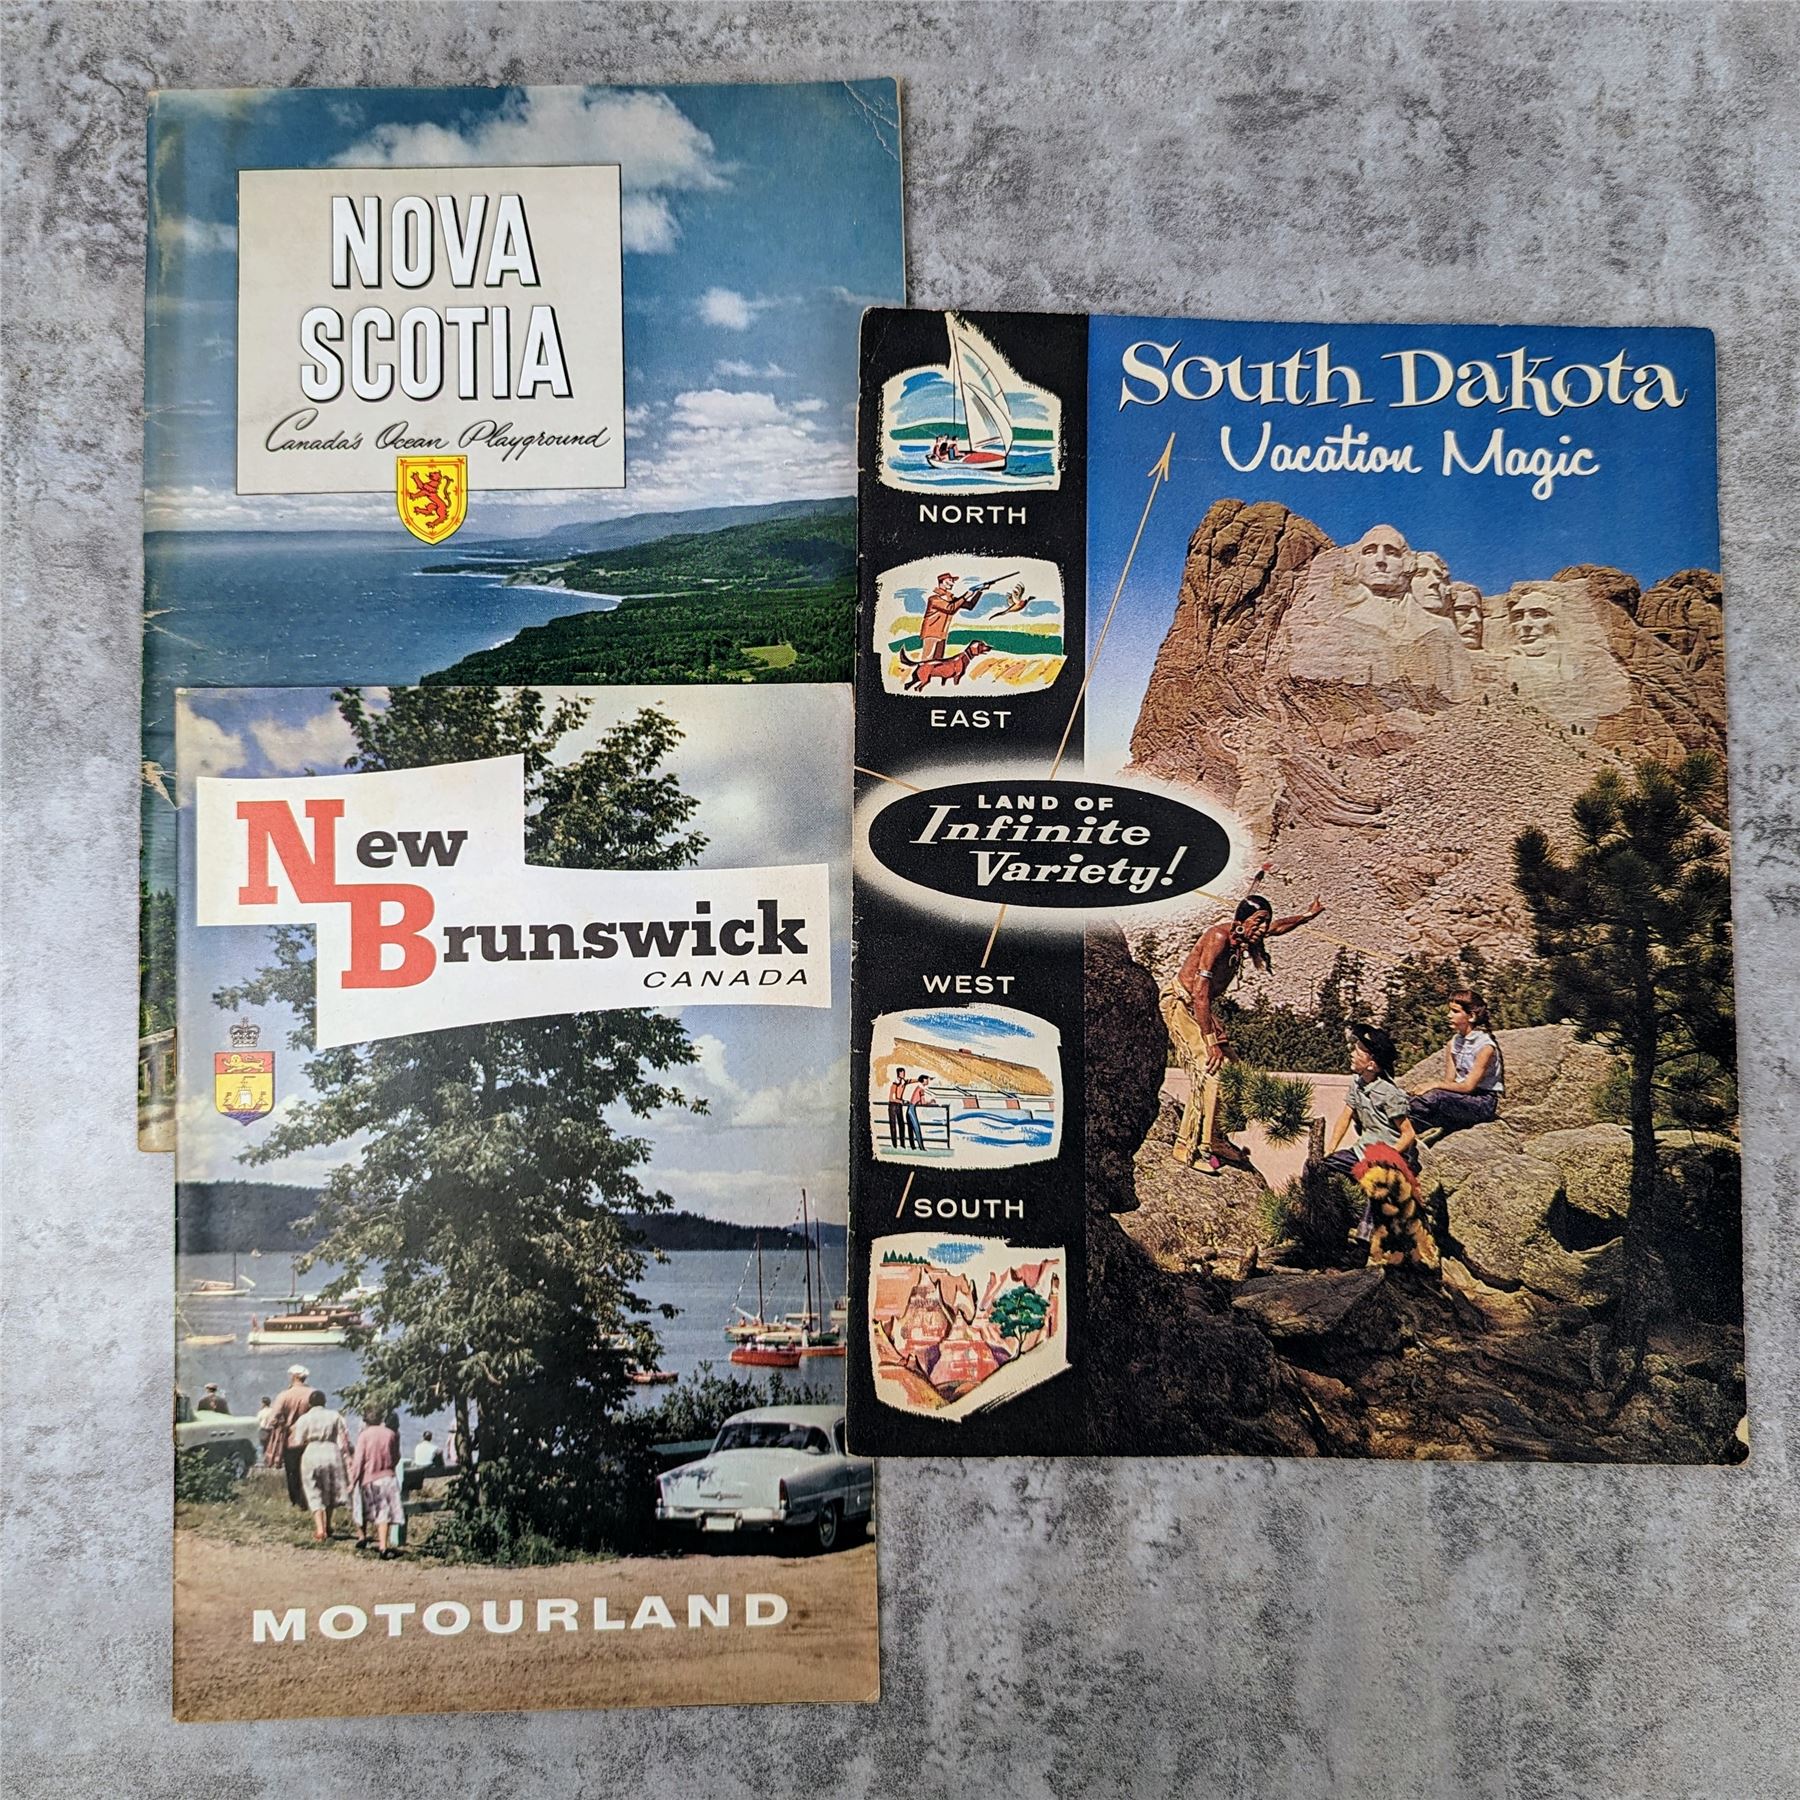 NOVA
SCOTIA
Canada's Ocean Playground
New
Brunswick
CANADA
MOTOURLAND
South Dakota
Vacation Magic
NORTH
EAST
LAND OF
Infinite
Variety!
WEST
SOUTH